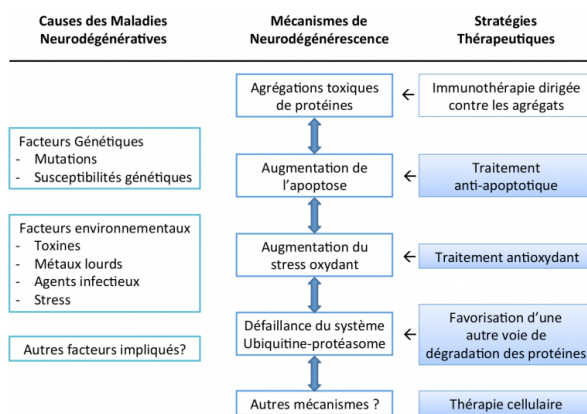 Causes des Maladies
Neurodégénératives
Mécanismes de
Neurodégénérescence
Stratégies
Thérapeutiques
Facteurs Génétiques
- Mutations
- Susceptibilités génétiques
Facteurs environnementaux
- Toxines
- Métaux lourds
- Agents infectieux
- Stress
Autres facteurs impliqués?
Agrégations toxiques
de protéines
Augmentation de
l'apoptose
Augmentation du
stress oxydant
Défaillance du système
Ubiquitine-protéasome
Autres mécanismes ?
Immunothérapie dirigée
contre les agrégats
Traitement
anti-apoptotique
Traitement antioxydant
Favorisation d'une
autre voie de
dégradation des protéines
Thérapie cellulaire